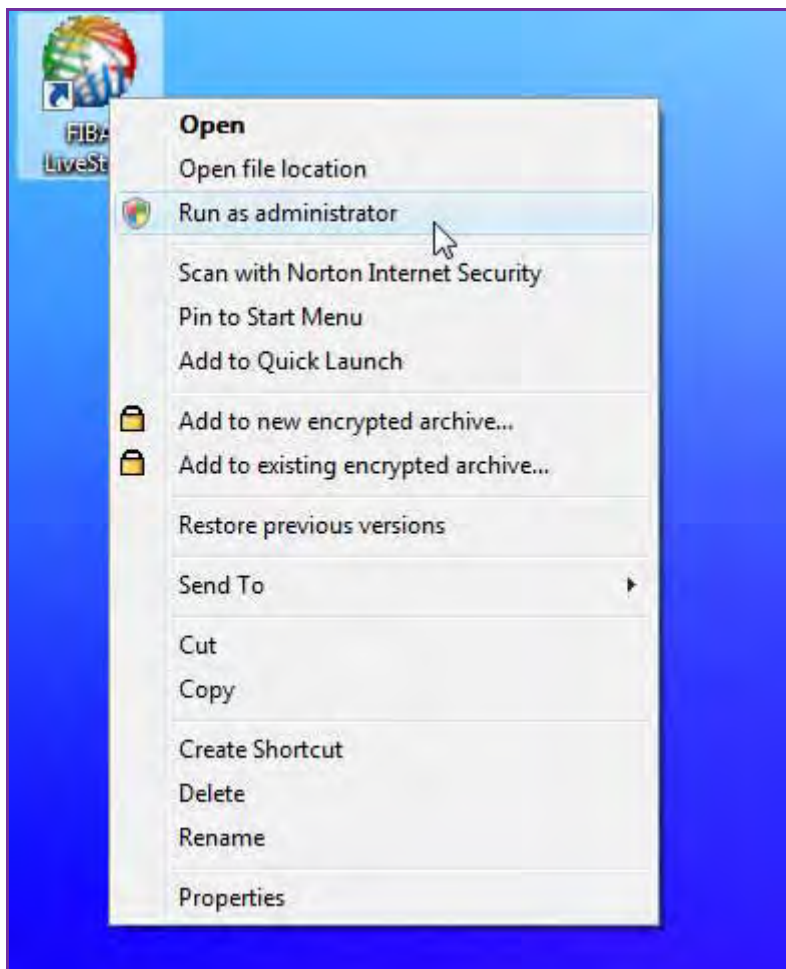 FIBA
LiveSt
Open
Open file location
Run as administrator
Scan with Norton Internet Security
Pin to Start Menu
Add to Quick Launch
Add to new encrypted archive...
Add to existing encrypted archive...
Restore previous versions
Send To
Cut
Copy
Create Shortcut
Delete
Rename
Properties